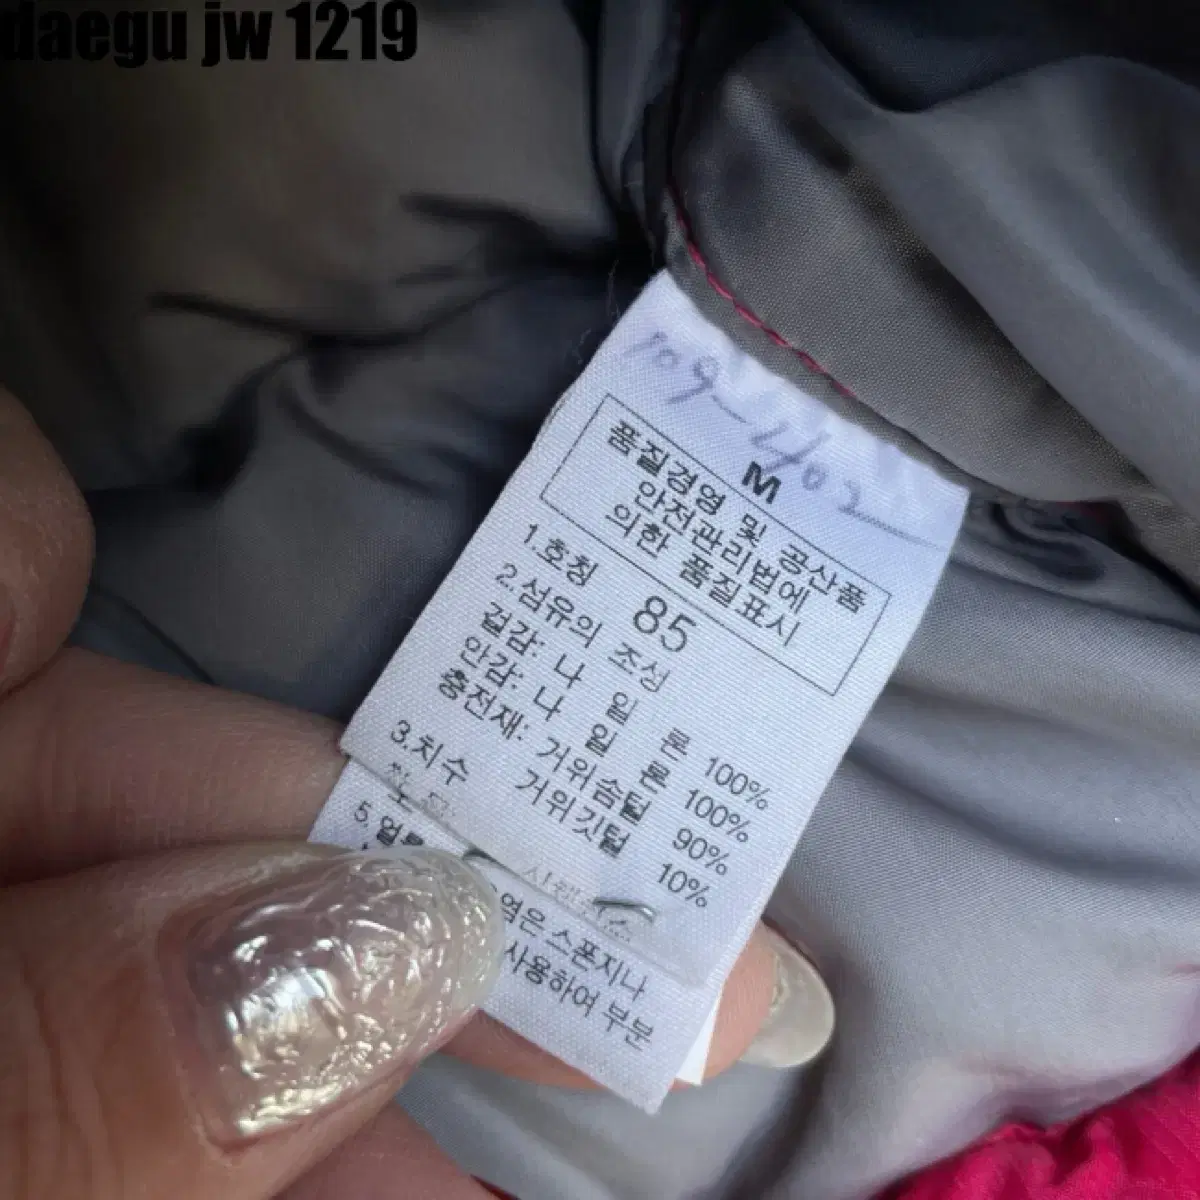 daegu jw 1219
M
품질경영 및 공산품
안전관리법에
의한 품질표시
1.호칭 85
2.섬유의 조성
겉감: 나 일 론 100%
안감: 나 일 론 100%
충전재: 거위솜털 90%
거위깃털 10%
3.치수
염은 스폰지나
사용하여 부분